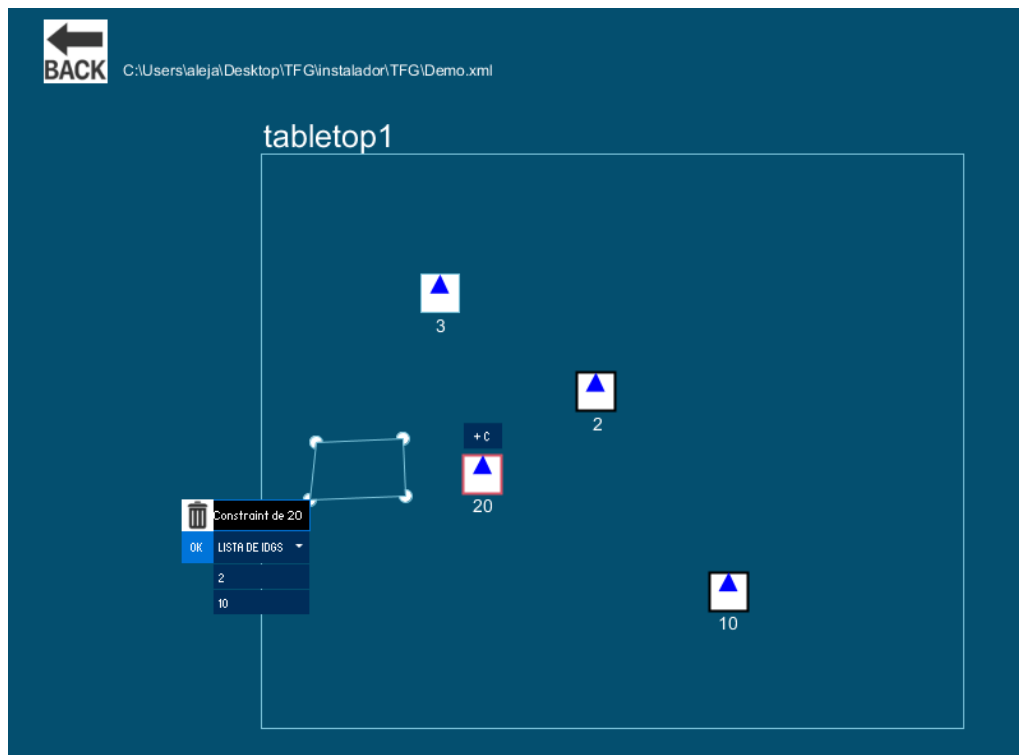 BACK
C:\Users\aleja\Desktop\TFG\instalador\TFG\Demo.xml
tabletop1
3
2
+ C
20
Constraint de 20
OK
LISTA DE IDGS
2
10
10